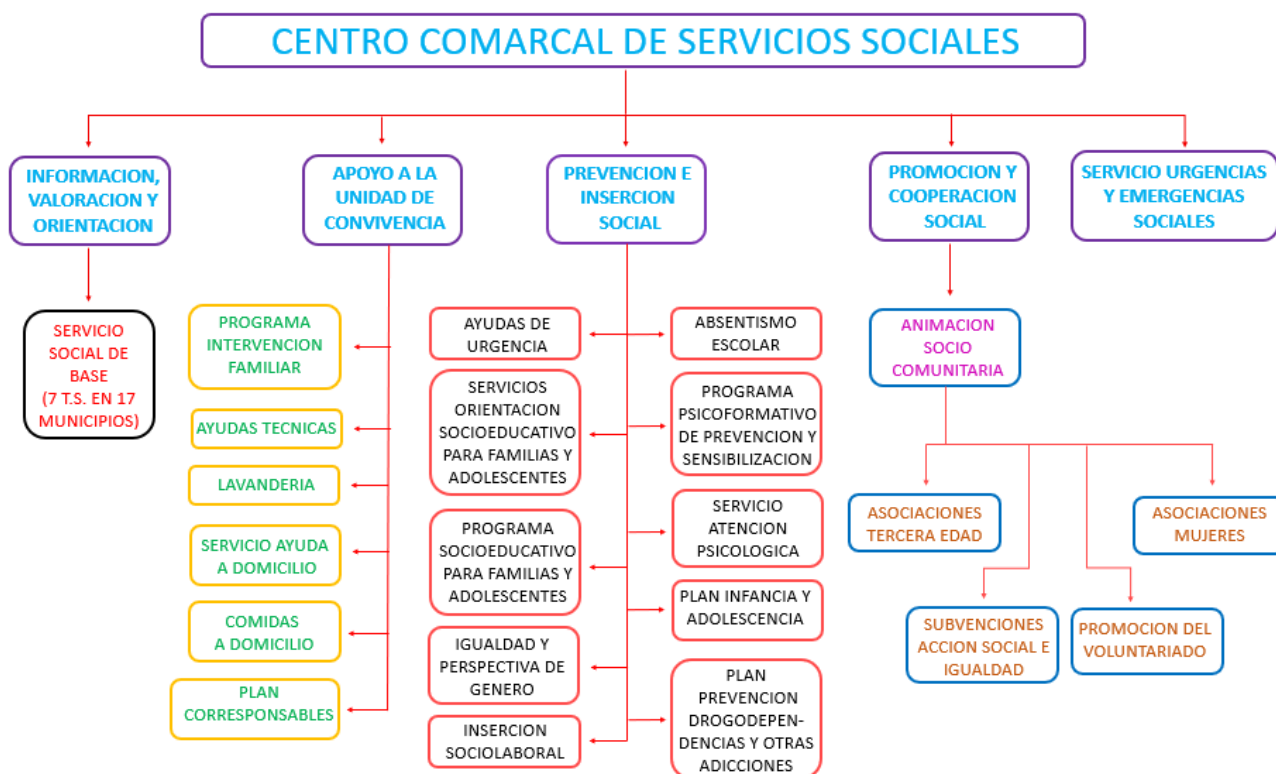 CENTRO COMARCAL DE SERVICIOS SOCIALES
INFORMACION,
VALORACION Y
ORIENTACION
APOYO A LA
UNIDAD DE
CONVIVENCIA
PREVENCION E
INSERCION
SOCIAL
PROMOCION Y
COOPERACION
SOCIAL
SERVICIO URGENCIAS
Y EMERGENCIAS
SOCIALES
SERVICIO
SOCIAL DE
BASE
(7 T.S. EN 17
MUNICIPIOS)
PROGRAMA
INTERVENCION
FAMILIAR
AYUDAS TECNICAS
LAVANDERIA
SERVICIO AYUDA
A DOMICILIO
COMIDAS
A DOMICILIO
PLAN
CORRESPONSABLES
AYUDAS DE
URGENCIA
SERVICIOS
ORIENTACION
SOCIOEDUCATIVO
PARA FAMILIAS Y
ADOLESCENTES
PROGRAMA
SOCIOEDUCATIVO
PARA FAMILIAS Y
ADOLESCENTES
IGUALDAD Y
PERSPECTIVA DE
GENERO
INSERCION
SOCIOLABORAL
ABSENTISMO
ESCOLAR
PROGRAMA
PSICOFORMATIVO
DE PREVENCION Y
SENSIBILIZACION
SERVICIO
ATENCION
PSICOLOGICA
PLAN INFANCIA Y
ADOLESCENCIA
PLAN
PREVENCION
DROGODEPEN-
DENCIAS Y OTRAS
ADICCIONES
ANIMACION
SOCIO
COMUNITARIA
ASOCIACIONES
TERCERA EDAD
SUBVENCIONES
ACCION SOCIAL E
IGUALDAD
PROMOCION DEL
VOLUNTARIADO
ASOCIACIONES
MUJERES